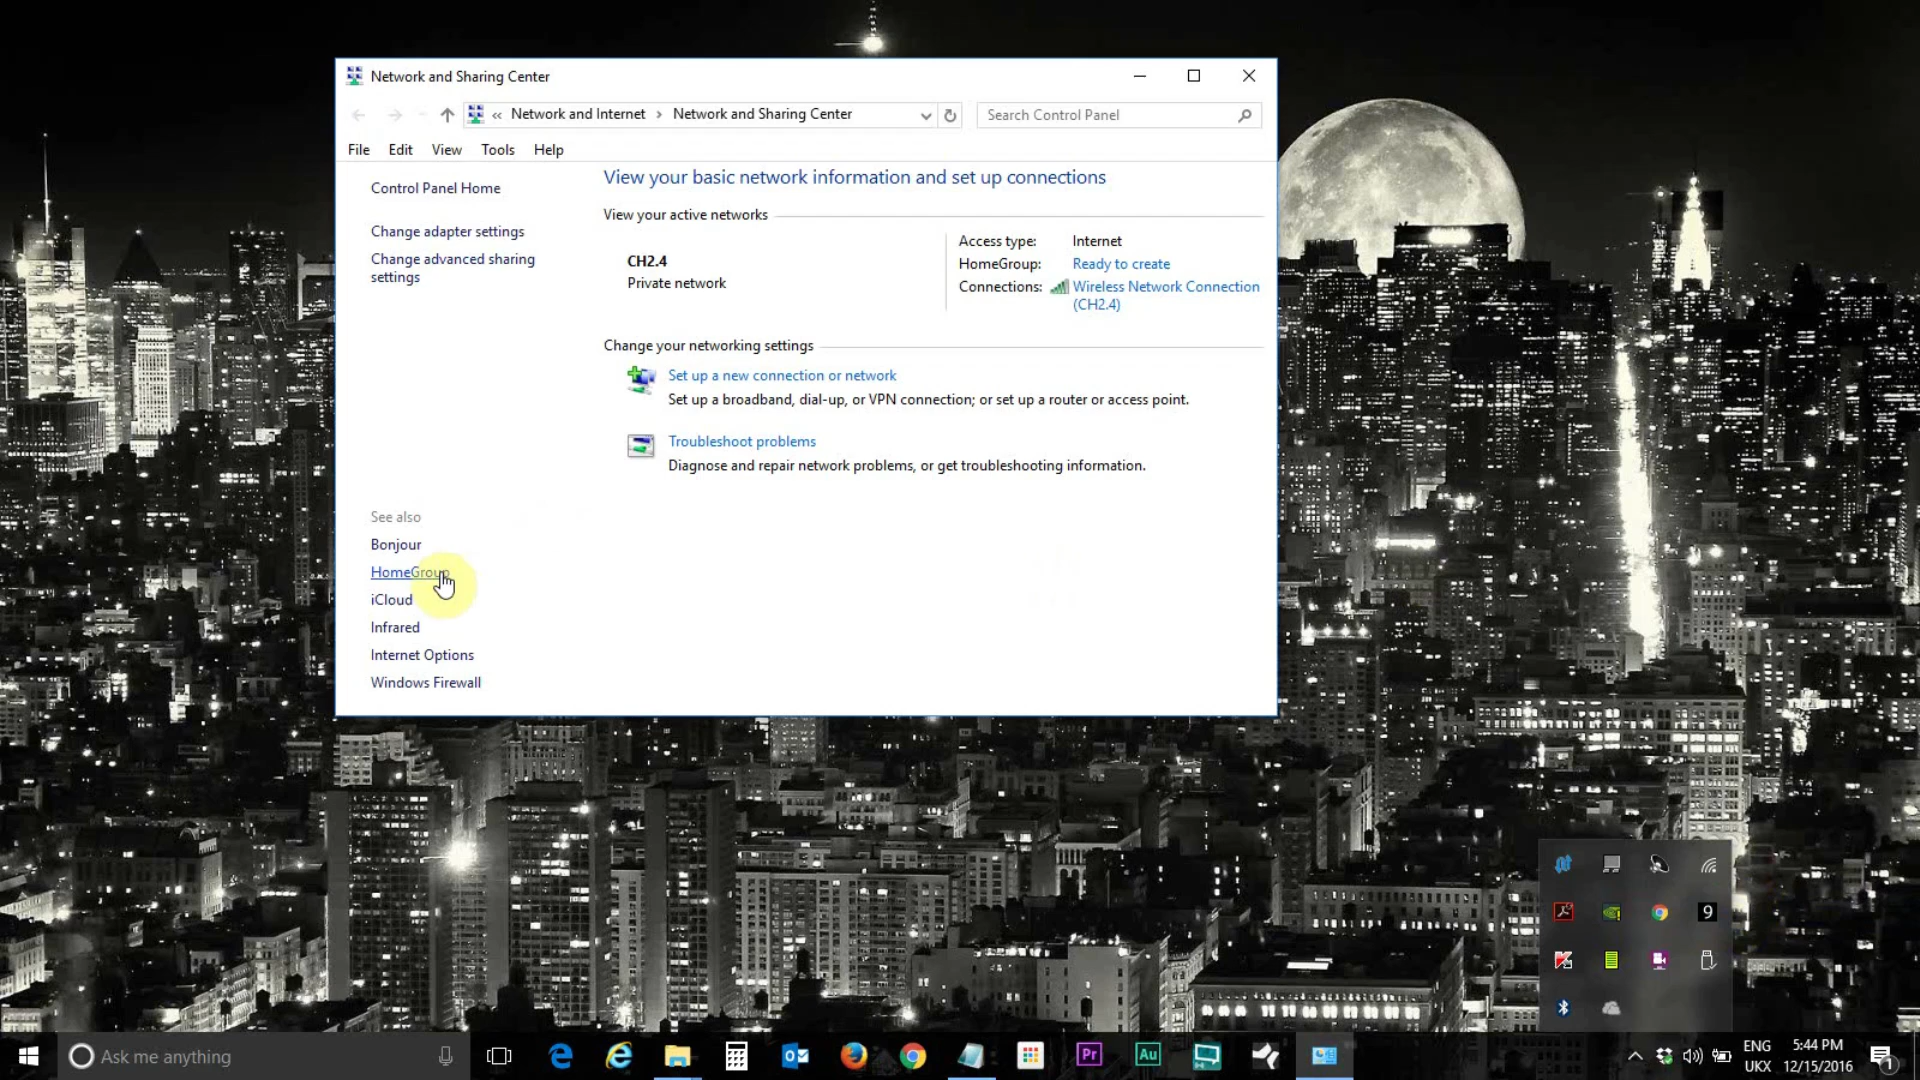 Network and Sharing Center
« Network and Internet › Network and Sharing Center
Search Control Panel
File Edit View Tools Help
Control Panel Home
Change adapter settings
Change advanced sharing
settings
View your basic network information and set up connections
View your active networks
CH2.4
Private network
Access type: Internet
HomeGroup: Ready to create
Connections: Wireless Network Connection
(CH2.4)
Change your networking settings
Set up a new connection or network
Set up a broadband, dial-up, or VPN connection; or set up a router or access point.
Troubleshoot problems
Diagnose and repair network problems, or get troubleshooting information.
See also
Bonjour
HomeGroup
iCloud
Infrared
Internet Options
Windows Firewall
9
Ask me anything
Pr
Au
ENG
UKX
5:44 PM
12/15/2016
1